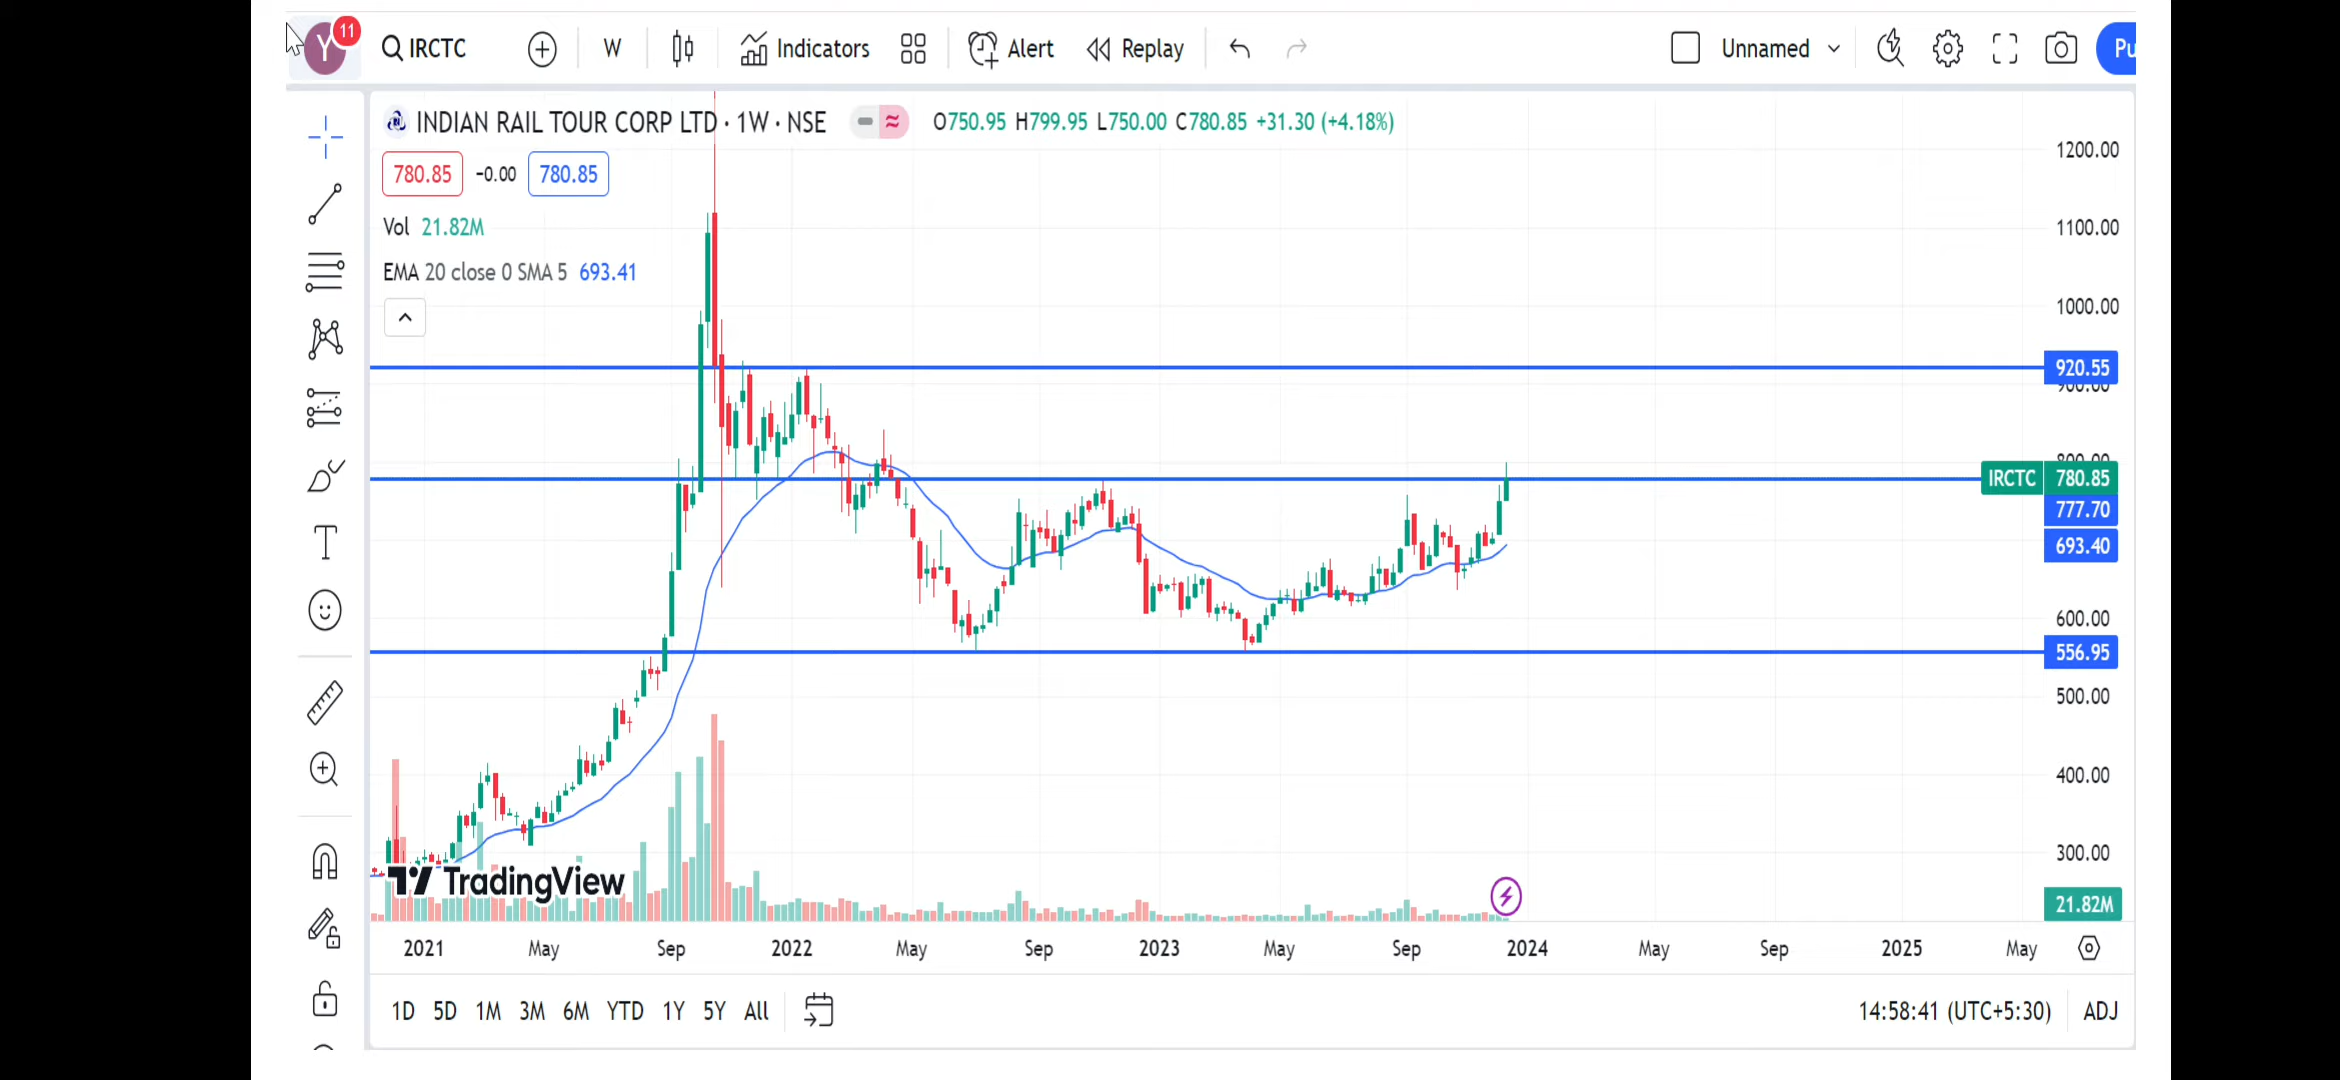 Y 11 IRCTC W Indicators Alert Replay Unnamed Pu
INDIAN RAIL TOUR CORP LTD · 1W · NSE O750.95 H799.95 L750.00 C780.85 +31.30 (+4.18%)
780.85 −0.00 780.85
Vol 21.82M
EMA 20 close 0 SMA 5 693.41
1200.00
1100.00
1000.00
920.55
900.00
800.00
IRCTC 780.85
777.70
693.40
600.00
556.95
500.00
400.00
300.00
21.82M
TradingView
2021 May Sep 2022 May Sep 2023 May Sep 2024 May Sep 2025 May
1D 5D 1M 3M 6M YTD 1Y 5Y All 14:58:41 (UTC+5:30) ADJ